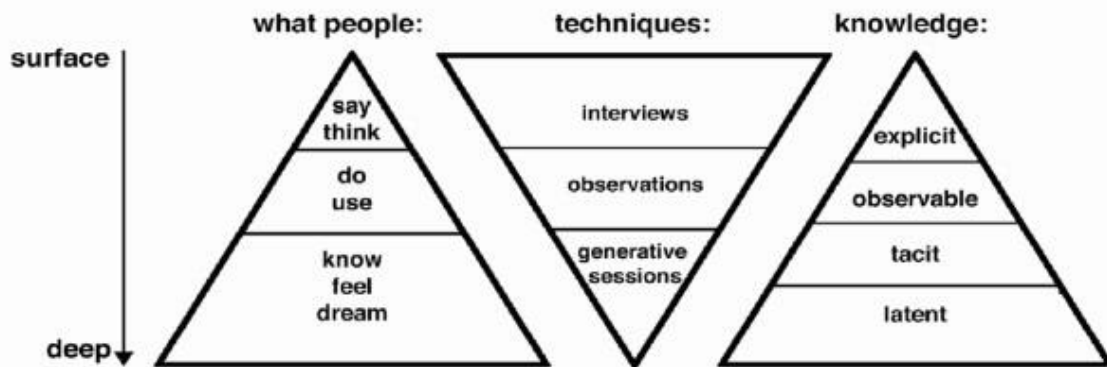 what people:
techniques:
knowledge:
surface
say
think
do
use
know
feel
dream
deep
interviews
observations
generative
sessions
explicit
observable
tacit
latent